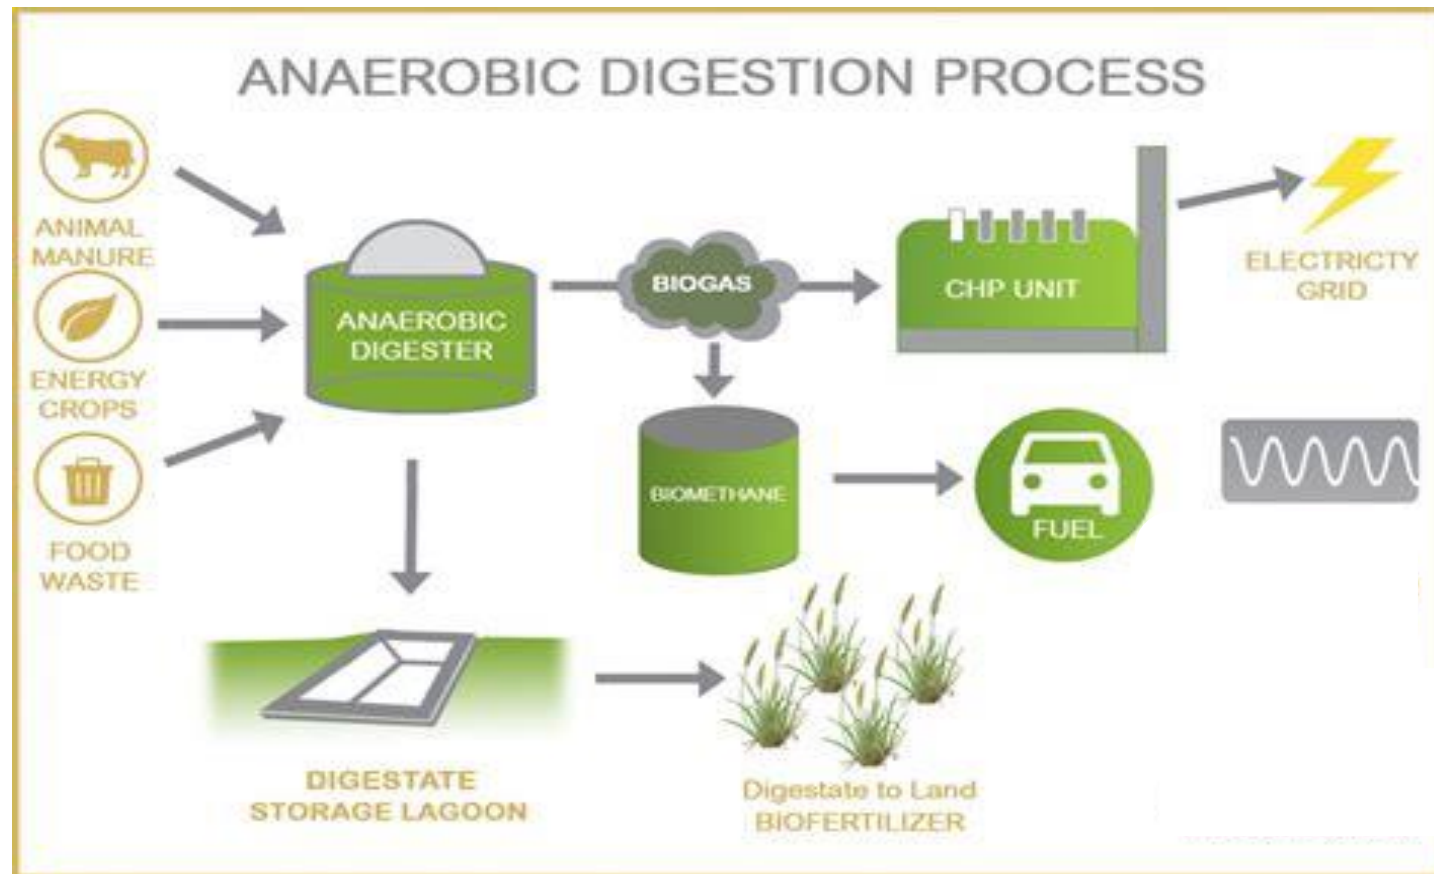 ANAEROBIC DIGESTION PROCESS
ANIMAL
MANURE
ENERGY
CROPS
FOOD
WASTE
ANAEROBIC
DIGESTER
BIOGAS
CHP UNIT
ELECTRICTY
GRID
BIOMETHANE
FUEL
DIGESTATE
STORAGE LAGOON
Digestate to Land
BIOFERTILIZER